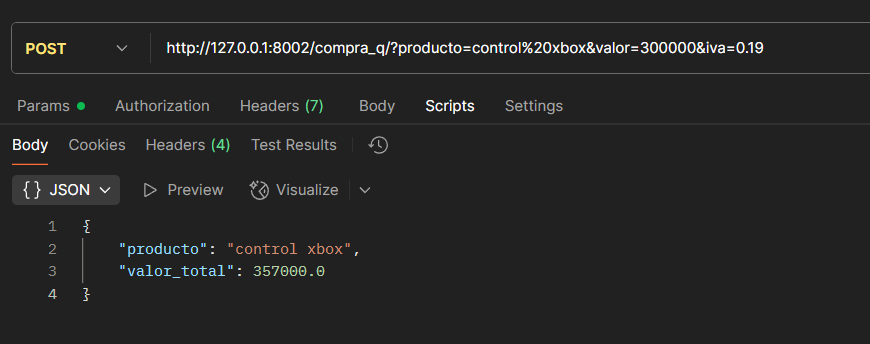 POST http://127.0.0.1:8002/compra_q/?producto=control%20xbox&valor=300000&iva=0.19
Params Authorization Headers (7) Body Scripts Settings
Body Cookies Headers (4) Test Results
{} JSON Preview Visualize
1 {
2 "producto": "control xbox",
3 "valor_total": 357000.0
4 }